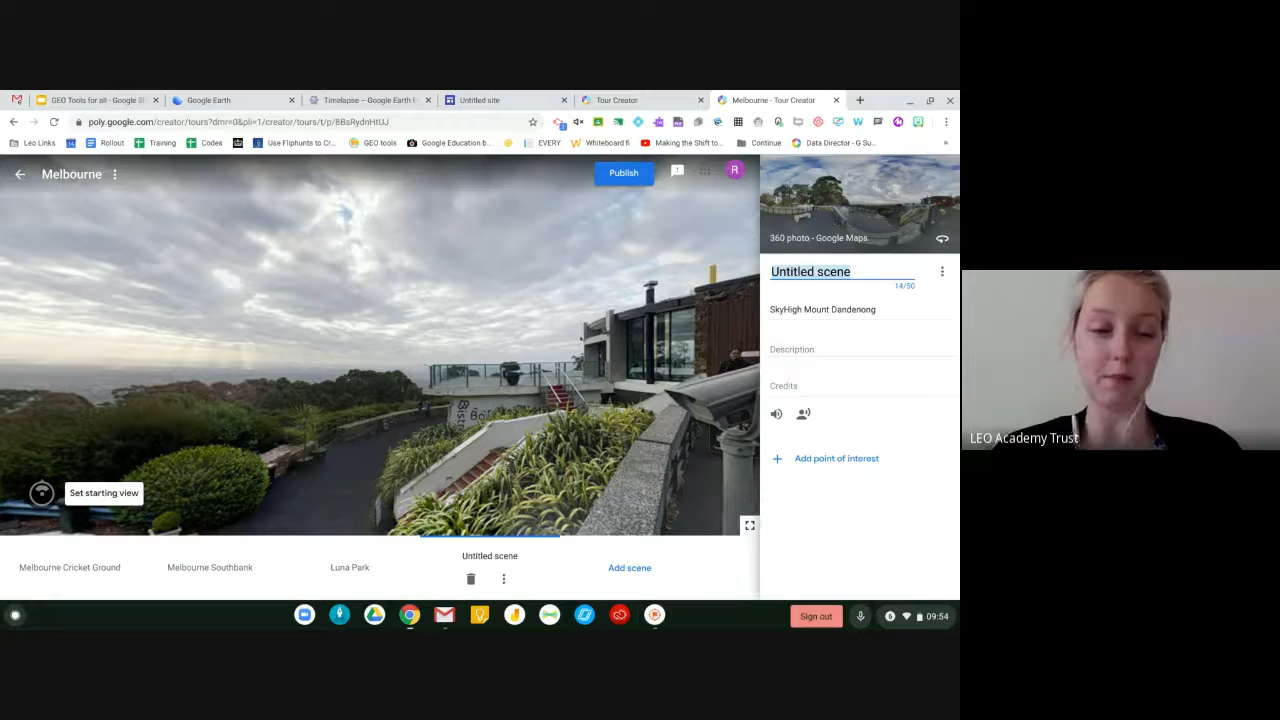 GEO Tools for all - Google Sl
Google Earth
Timelapse – Google Earth E
Untitled site
Tour Creator
Melbourne - Tour Creator
poly.google.com/creator/tours?dmr=0&pli=1/creator/tours/t/p/8BsRydnHtUJ
Leo Links
Rollout
Training
Codes
Use Fliphunts to Cr...
GEO tools
Google Education b...
EVERY
Whiteboard fi
Making the Shift to...
Continue
Data Director - G Su...
Melbourne
Publish
R
360 photo - Google Maps
Untitled scene
14/50
SkyHigh Mount Dandenong
Description
Credits
Add point of interest
Set starting view
Melbourne Cricket Ground
Melbourne Southbank
Luna Park
Untitled scene
Add scene
Sign out
09:54
LEO Academy Trust